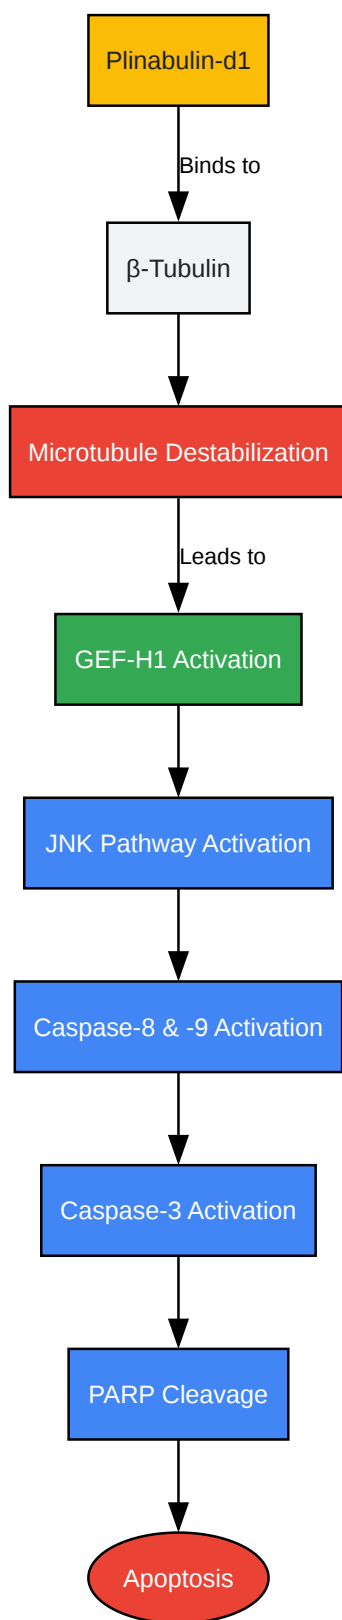 Plinabulin-d1
Binds to
β-Tubulin
Microtubule Destabilization
Leads to
GEF-H1 Activation
JNK Pathway Activation
Caspase-8 & -9 Activation
Caspase-3 Activation
PARP Cleavage
Apoptosis